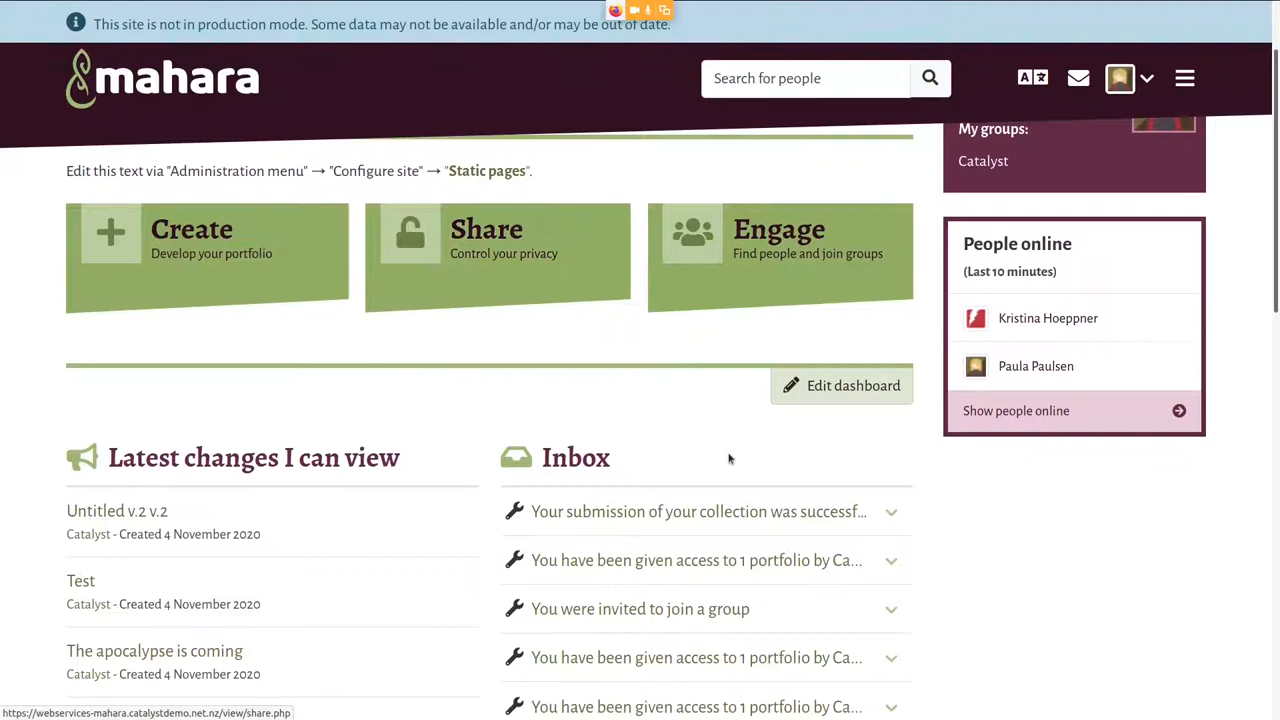 This site is not in production mode. Some data may not be available and/or may be out of date.
mahara
Search for people
My groups:
Catalyst
Edit this text via "Administration menu" → "Configure site" → "Static pages".
Create
Develop your portfolio
Share
Control your privacy
Engage
Find people and join groups
People online
(Last 10 minutes)
Kristina Hoeppner
Paula Paulsen
Show people online
Edit dashboard
Latest changes I can view
Untitled v.2 v.2
Catalyst - Created 4 November 2020
Test
Catalyst - Created 4 November 2020
The apocalypse is coming
Catalyst - Created 4 November 2020
Inbox
Your submission of your collection was successf...
You have been given access to 1 portfolio by Ca...
You were invited to join a group
You have been given access to 1 portfolio by Ca...
You have been given access to 1 portfolio by Ca...
https://webservices-mahara.catalystdemo.net.nz/view/share.php